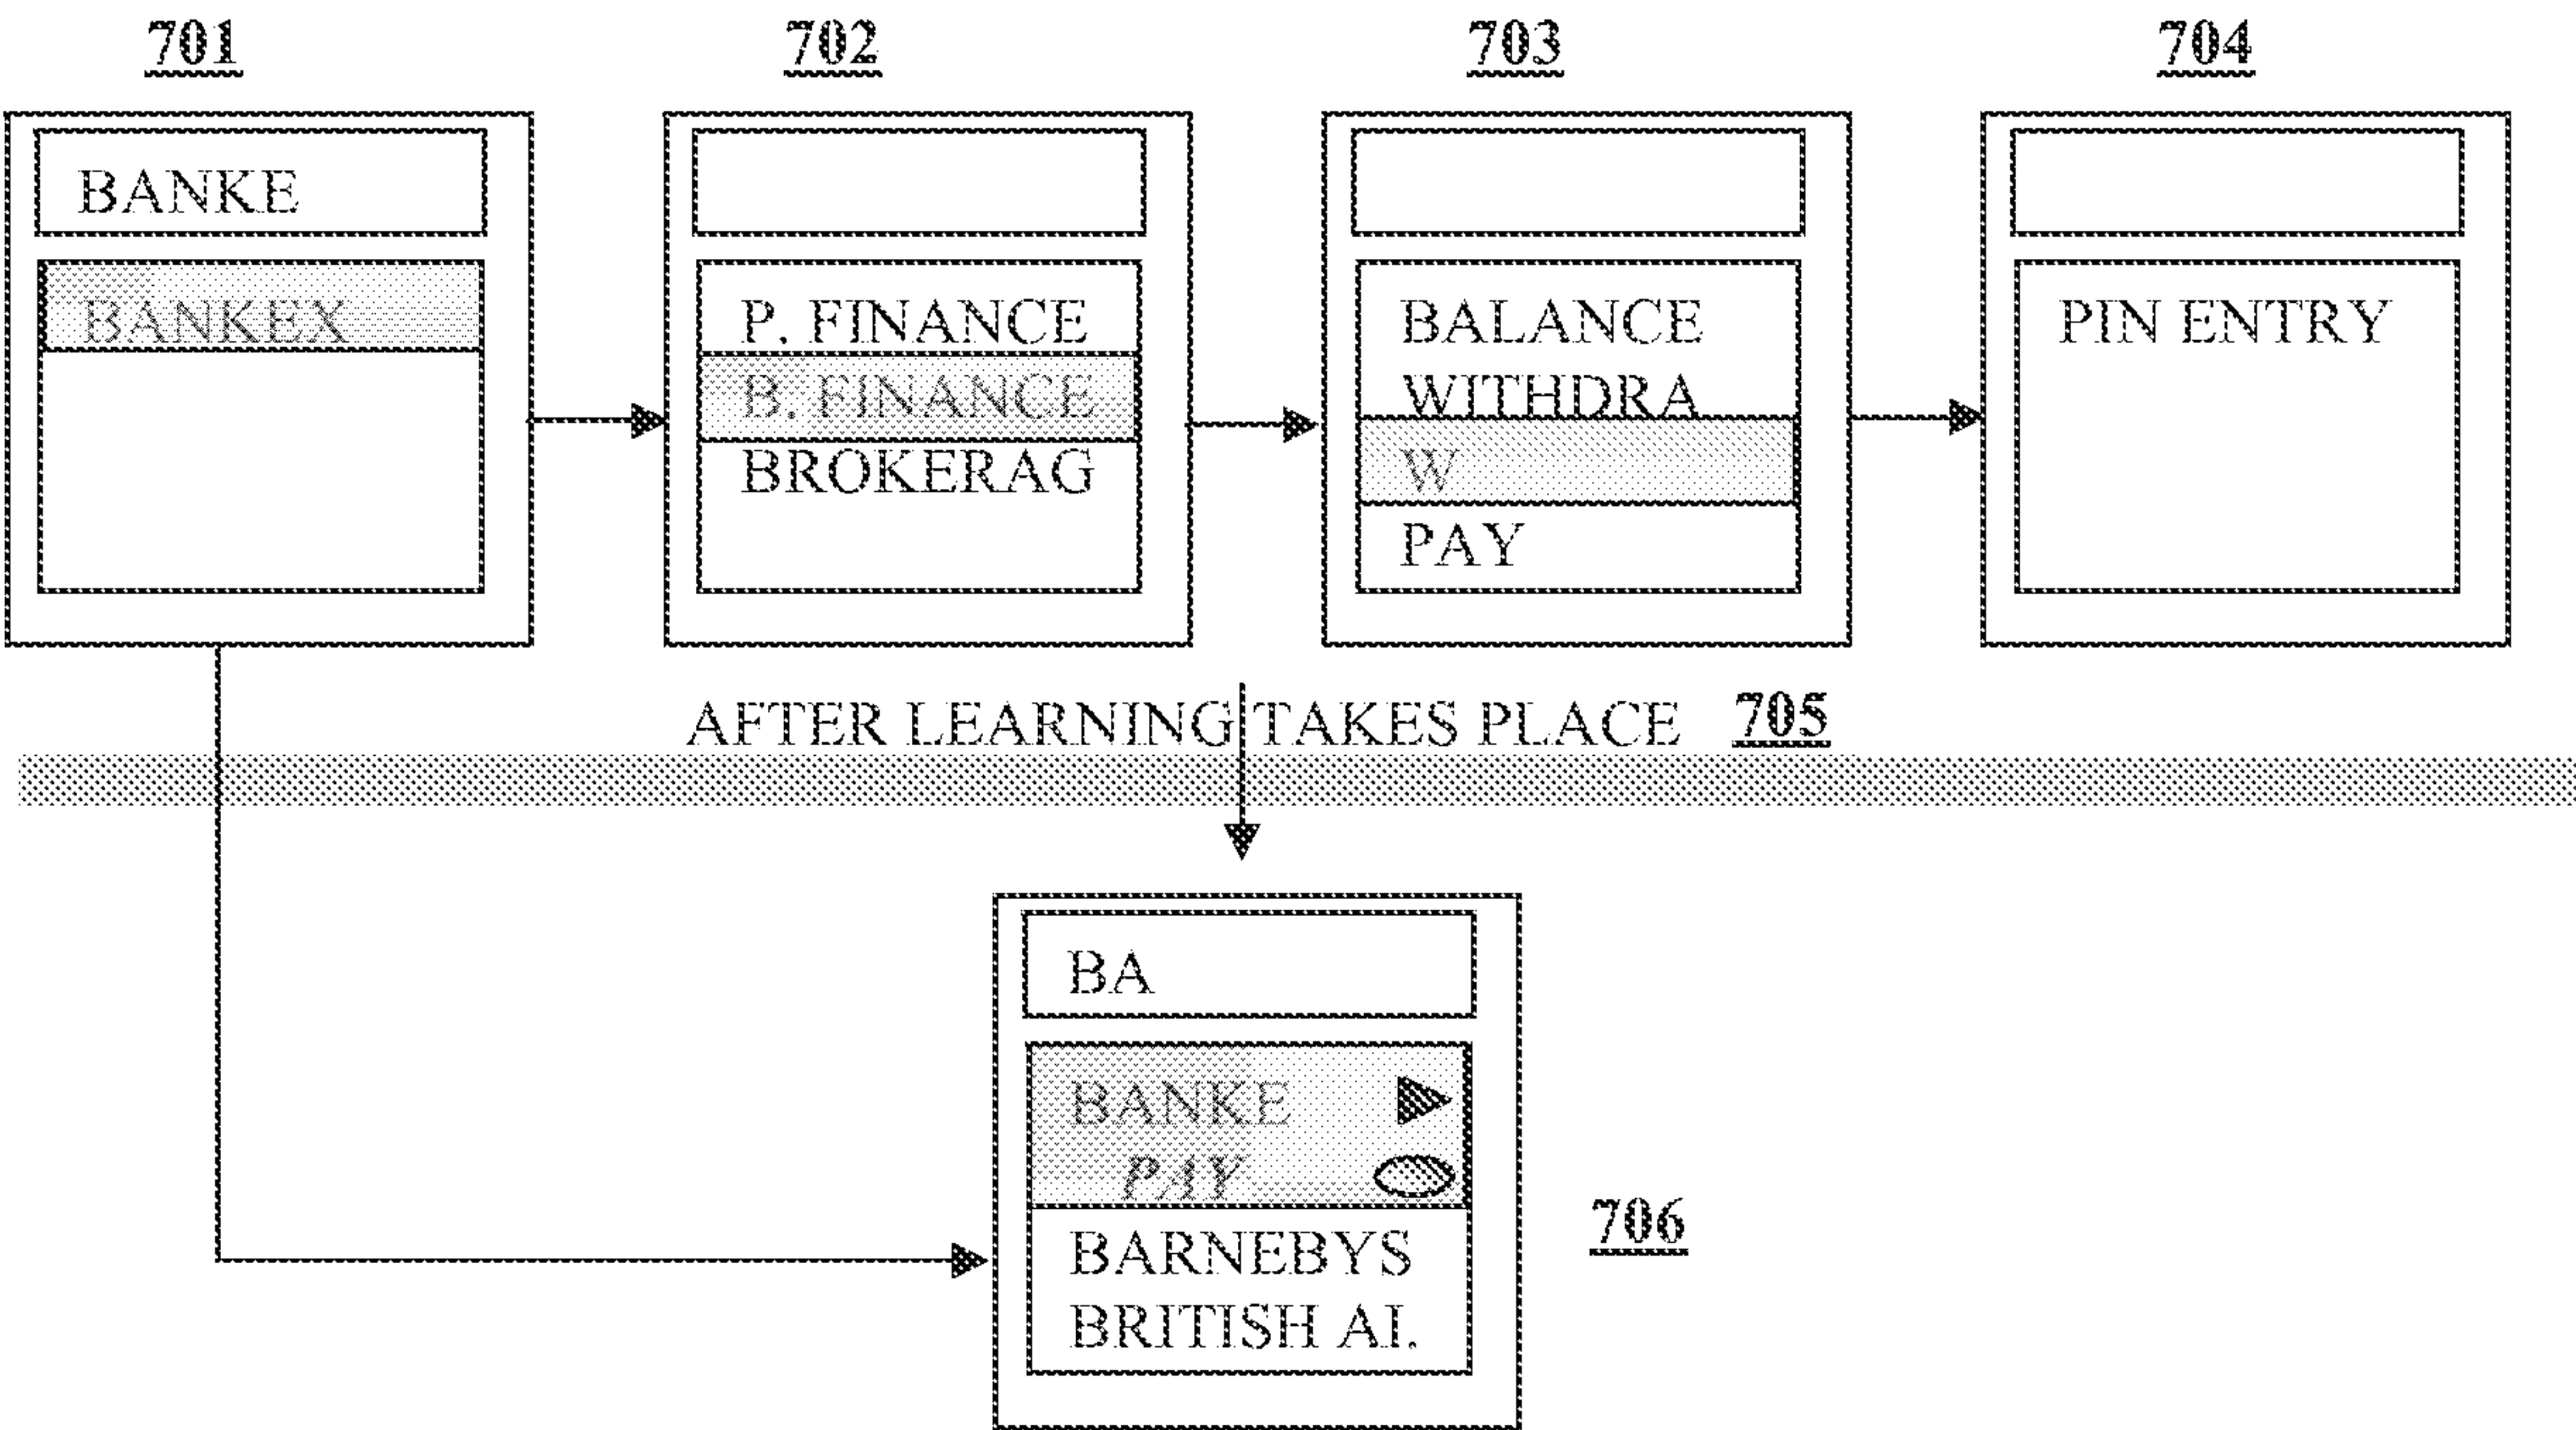 701
702
703
704
BANKE
BANKEX
P. FINANCE
B. FINANCE
BROKERAG
BALANCE
WITHDRA
W
PAY
PIN ENTRY
AFTER LEARNING TAKES PLACE 705
BA
BANKE
PAY
BARNEBYS
BRITISH AI.
706